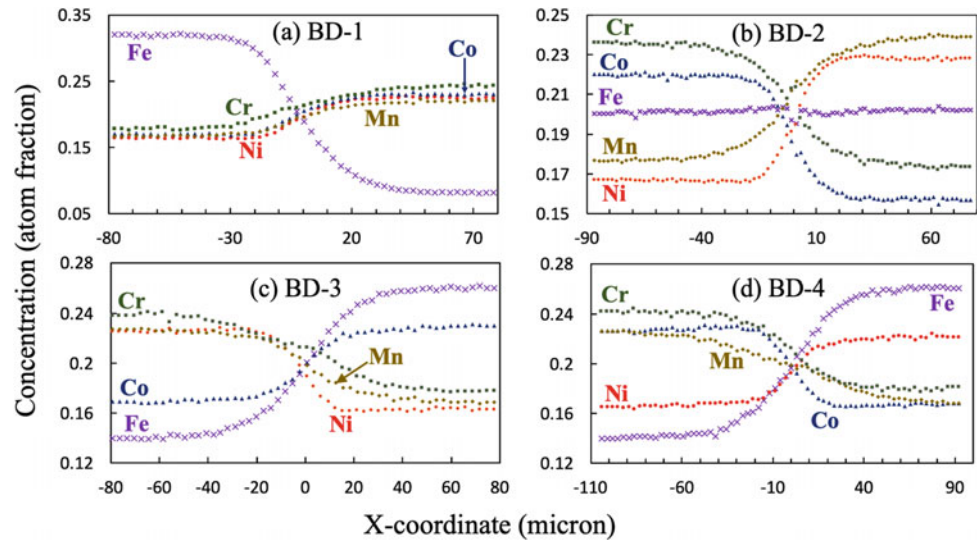 Concentration (atom fraction)
(a) BD-1
0.35
0.25
0.15
0.05
Fe
Cr
Co
Mn
Ni
-80 -30 20 70
(b) BD-2
0.25
0.23
0.21
0.19
0.17
0.15
Cr
Co
Fe
Mn
Ni
-90 -40 10 60
(c) BD-3
0.28
0.24
0.2
0.16
0.12
Cr
Mn
Co
Fe
Ni
-80 -60 -40 -20 0 20 40 60 80
(d) BD-4
0.28
0.24
0.2
0.16
0.12
Cr
Fe
Mn
Ni
Co
-110 -60 -10 40 90
X-coordinate (micron)